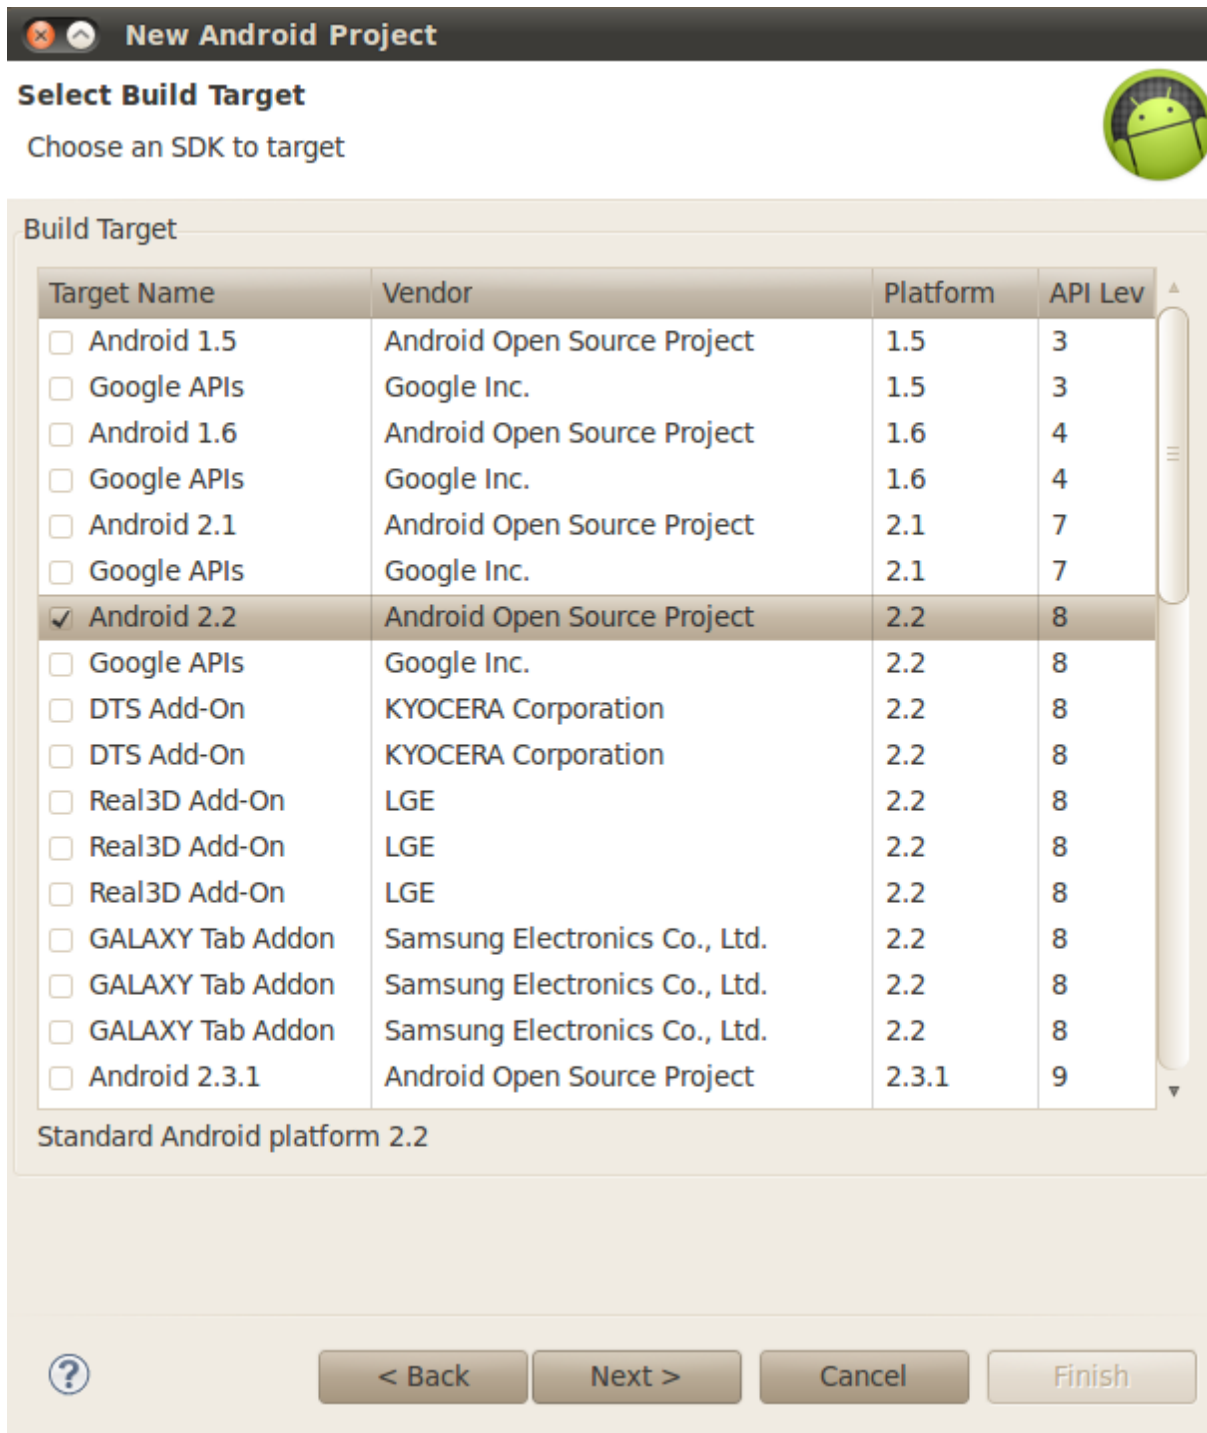 New Android Project
Select Build Target
Choose an SDK to target
Build Target
Target Name Vendor Platform API Lev
Android 1.5 Android Open Source Project 1.5 3
Google APIs Google Inc. 1.5 3
Android 1.6 Android Open Source Project 1.6 4
Google APIs Google Inc. 1.6 4
Android 2.1 Android Open Source Project 2.1 7
Google APIs Google Inc. 2.1 7
Android 2.2 Android Open Source Project 2.2 8
Google APIs Google Inc. 2.2 8
DTS Add-On KYOCERA Corporation 2.2 8
DTS Add-On KYOCERA Corporation 2.2 8
Real3D Add-On LGE 2.2 8
Real3D Add-On LGE 2.2 8
Real3D Add-On LGE 2.2 8
GALAXY Tab Addon Samsung Electronics Co., Ltd. 2.2 8
GALAXY Tab Addon Samsung Electronics Co., Ltd. 2.2 8
GALAXY Tab Addon Samsung Electronics Co., Ltd. 2.2 8
Android 2.3.1 Android Open Source Project 2.3.1 9
Standard Android platform 2.2
? < Back Next > Cancel Finish